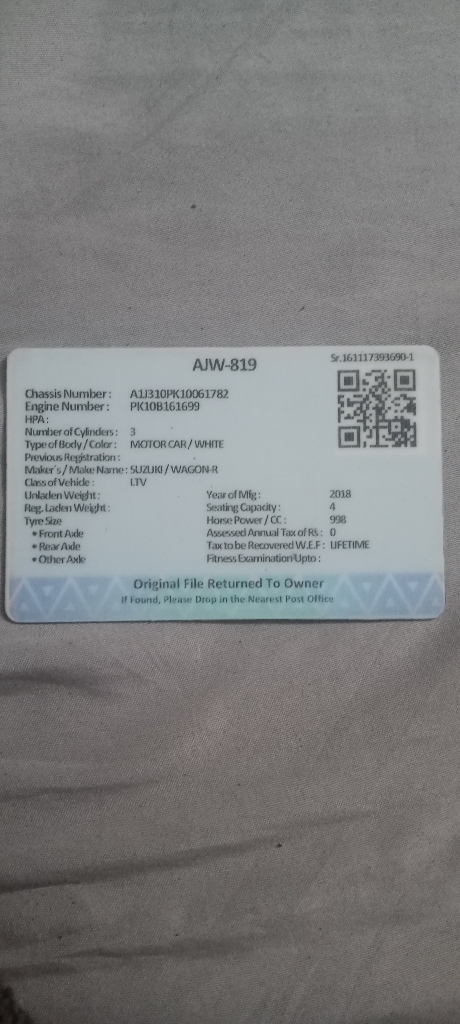 AJW-819
Sr.161117393690-1
Chassis Number : A1J310PK10061782
Engine Number : PK10B161699
HPA :
Number of Cylinders : 3
Type of Body / Color : MOTOR CAR / WHITE
Previous Registration :
Maker's / Make Name : SUZUKI / WAGON-R
Class of Vehicle : LTV
Unladen Weight : Year of Mfg : 2018
Reg. Laden Weight : Seating Capacity : 4
Tyre Size Horse Power / CC : 998
• Front Axle Assessed Annual Tax of RS : 0
• Rear Axle Tax to be Recovered W.E.F : LIFETIME
• Other Axle Fitness Examination Upto :
Original File Returned To Owner
If Found, Please Drop in the Nearest Post Office